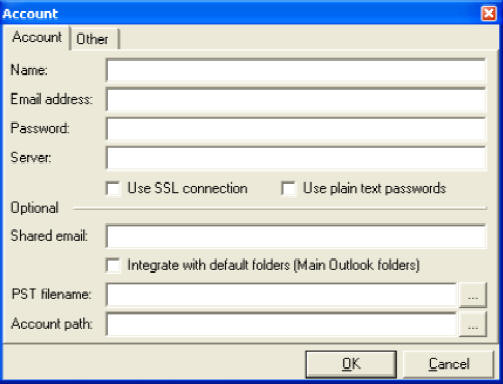 Account
Account Other
Name:
Email address:
Password:
Server:
Use SSL connection Use plain text passwords
Optional
Shared email:
Integrate with default folders (Main Outlook folders)
PST filename: ...
Account path: ...
OK Cancel